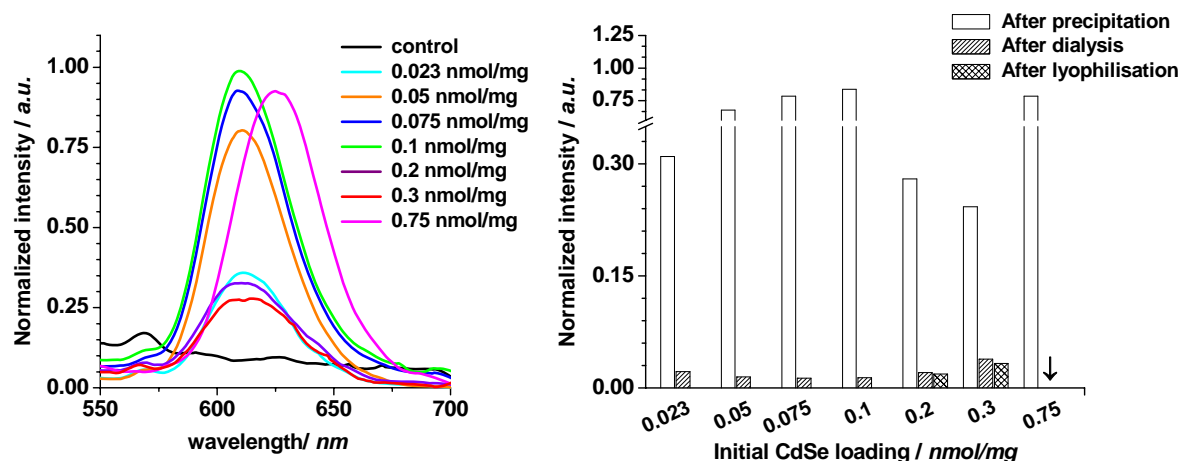 control
0.023 nmol/mg
0.05 nmol/mg
0.075 nmol/mg
0.1 nmol/mg
0.2 nmol/mg
0.3 nmol/mg
0.75 nmol/mg
Normalized intensity / a.u.
1.00
0.75
0.50
0.25
0.00
550
600
650
700
wavelength/ nm
After precipitation
After dialysis
After lyophilisation
Normalized intensity / a.u.
1.25
1.00
0.75
0.30
0.15
0.00
0.023
0.05
0.075
0.1
0.2
0.3
0.75
Initial CdSe loading / nmol/mg